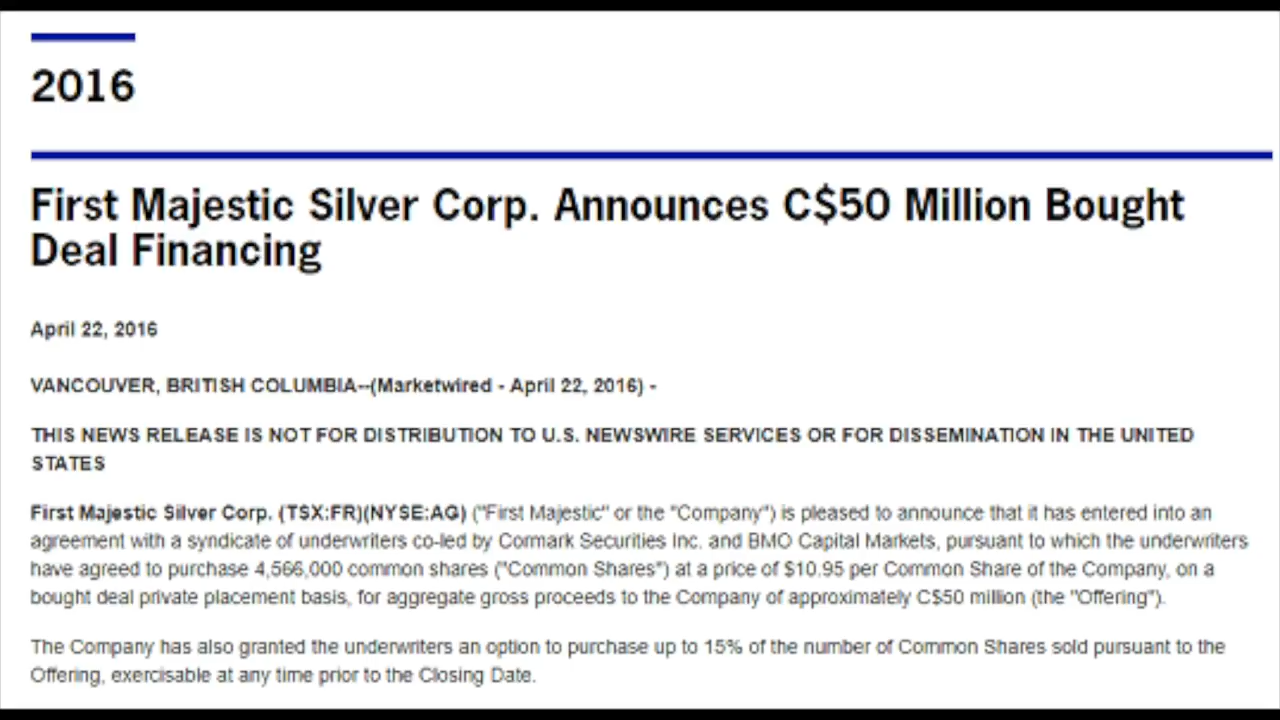 2016
First Majestic Silver Corp. Announces C$50 Million Bought
Deal Financing
April 22, 2016
VANCOUVER, BRITISH COLUMBIA--(Marketwired - April 22, 2016) -
THIS NEWS RELEASE IS NOT FOR DISTRIBUTION TO U.S. NEWSWIRE SERVICES OR FOR DISSEMINATION IN THE UNITED
STATES
First Majestic Silver Corp. (TSX:FR)(NYSE:AG) ("First Majestic" or the "Company") is pleased to announce that it has entered into an
agreement with a syndicate of underwriters co-led by Cormark Securities Inc. and BMO Capital Markets, pursuant to which the underwriters
have agreed to purchase 4,566,000 common shares ("Common Shares") at a price of $10.95 per Common Share of the Company, on a
bought deal private placement basis, for aggregate gross proceeds to the Company of approximately C$50 million (the "Offering").
The Company has also granted the underwriters an option to purchase up to 15% of the number of Common Shares sold pursuant to the
Offering, exercisable at any time prior to the Closing Date.